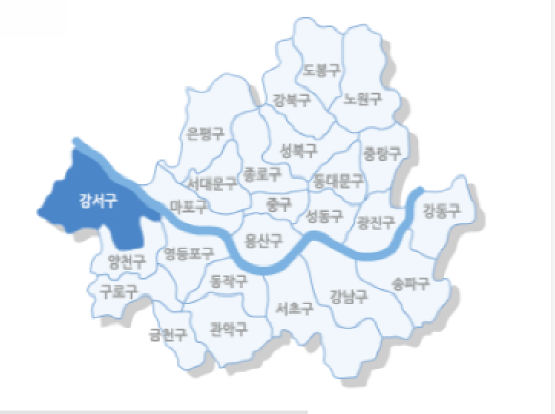 도봉구
강북구
노원구
은평구
성북구
중랑구
종로구
서대문구
동대문구
강서구
마포구
중구
성동구
광진구
강동구
용산구
영등포구
양천구
동작구
송파구
구로구
강남구
서초구
금천구
관악구